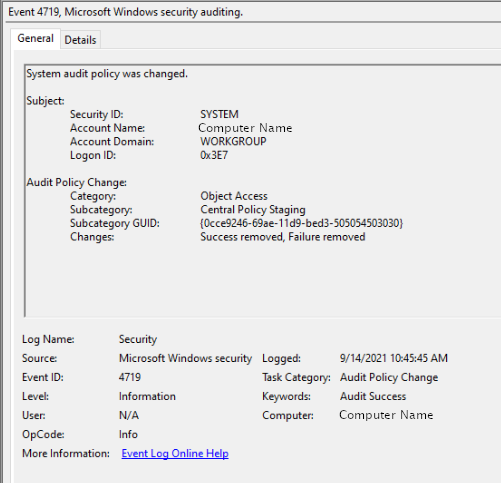 Event 4719, Microsoft Windows security auditing.
General Details
System audit policy was changed.
Subject:
Security ID: SYSTEM
Account Name: Computer Name
Account Domain: WORKGROUP
Logon ID: 0x3E7
Audit Policy Change:
Category: Object Access
Subcategory: Central Policy Staging
Subcategory GUID: {0cce9246-69ae-11d9-bed3-505054503030}
Changes: Success removed, Failure removed
Log Name: Security
Source: Microsoft Windows security Logged: 9/14/2021 10:45:45 AM
Event ID: 4719 Task Category: Audit Policy Change
Level: Information Keywords: Audit Success
User: N/A Computer: Computer Name
OpCode: Info
More Information: Event Log Online Help